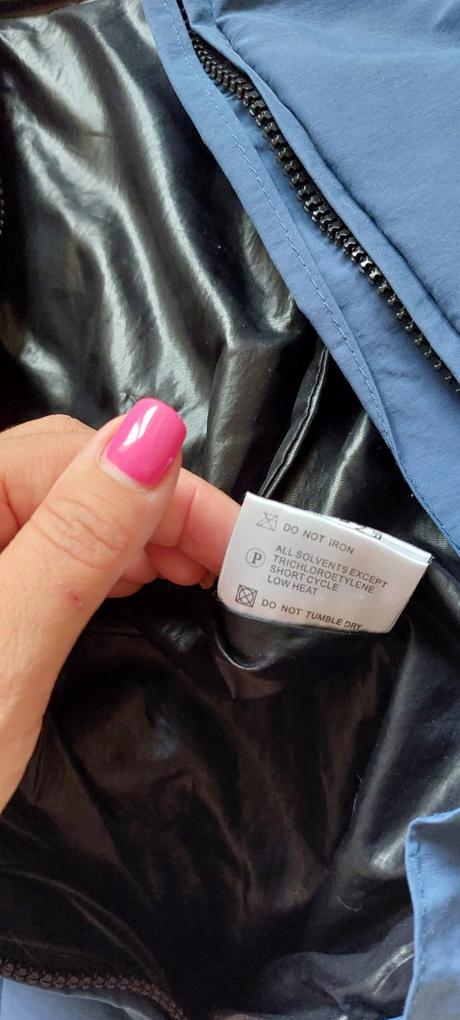 DO NOT IRON
P
ALL SOLVENTS EXCEPT
TRICHLOROETYLENE
SHORT CYCLE
LOW HEAT
DO NOT TUMBLE DRY